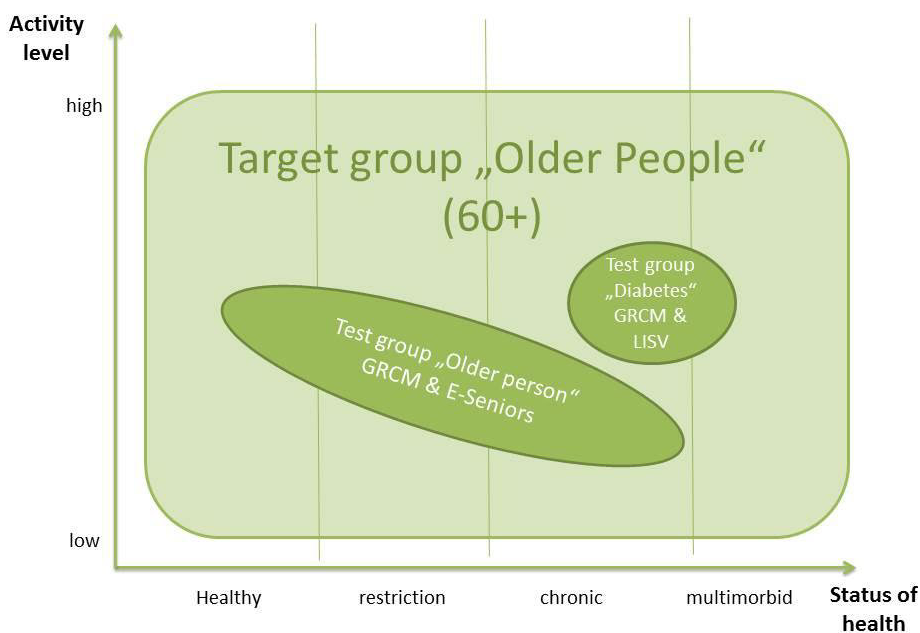 Activity
level
high
Target group „Older People“
(60+)
Test group
„Diabetes“
GRCM &
LISV
Test group „Older person“
GRCM & E-Seniors
low
Healthy
restriction
chronic
multimorbid
Status of
health